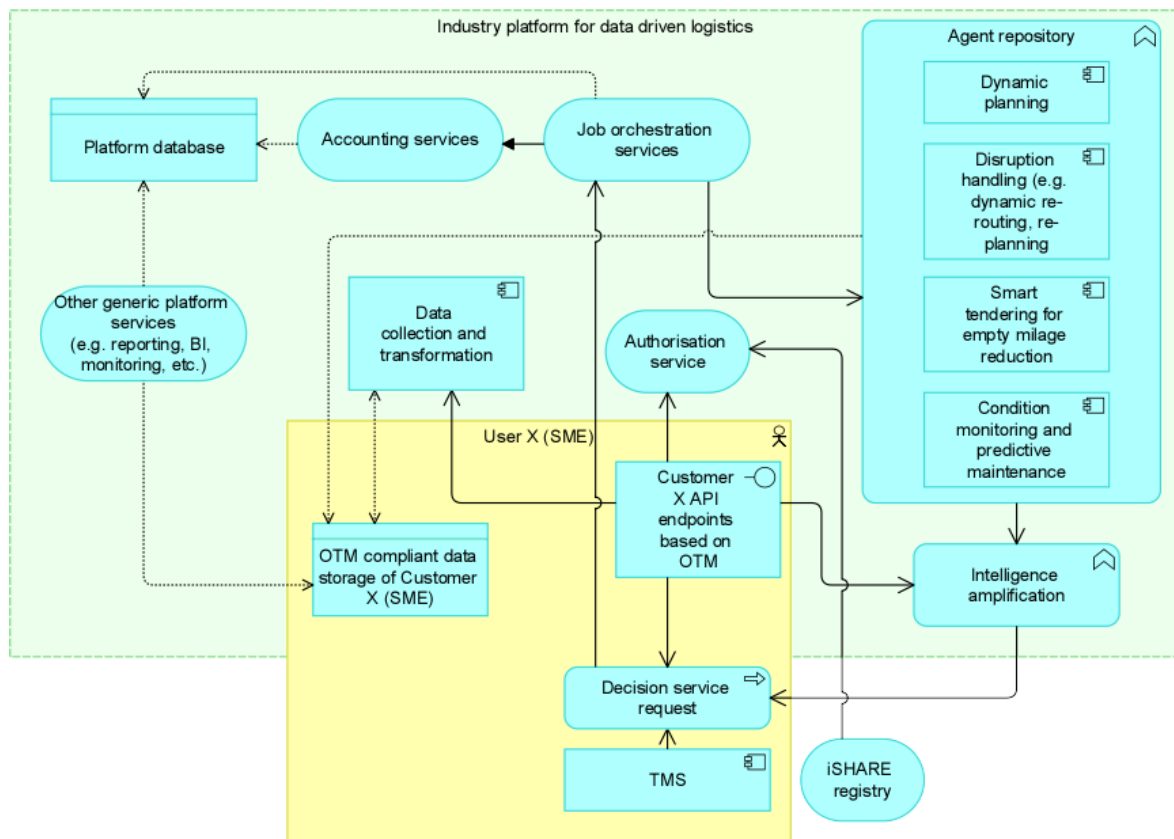 Industry platform for data driven logistics
Agent repository
Dynamic
planning
Platform database
Accounting services
Job orchestration
services
Disruption
handling (e.g.
dynamic re-
routing, re-
planning
Other generic platform
services
(e.g. reporting, BI,
monitoring, etc.)
Data
collection and
transformation
Authorisation
service
Smart
tendering for
empty milage
reduction
Condition
monitoring and
predictive
maintenance
User X (SME)
Customer
X API
endpoints
based on
OTM
OTM compliant data
storage of Customer
X (SME)
Intelligence
amplification
Decision service
request
TMS
iSHARE
registry